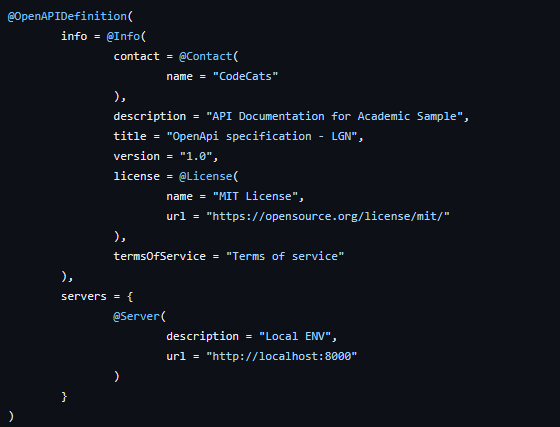 @OpenAPIDefinition(
info = @Info(
contact = @Contact(
name = "CodeCats"
),
description = "API Documentation for Academic Sample",
title = "OpenApi specification - LGN",
version = "1.0",
license = @License(
name = "MIT License",
url = "https://opensource.org/license/mit/"
),
termsOfService = "Terms of service"
),
servers = {
@Server(
description = "Local ENV",
url = "http://localhost:8000"
)
}
)